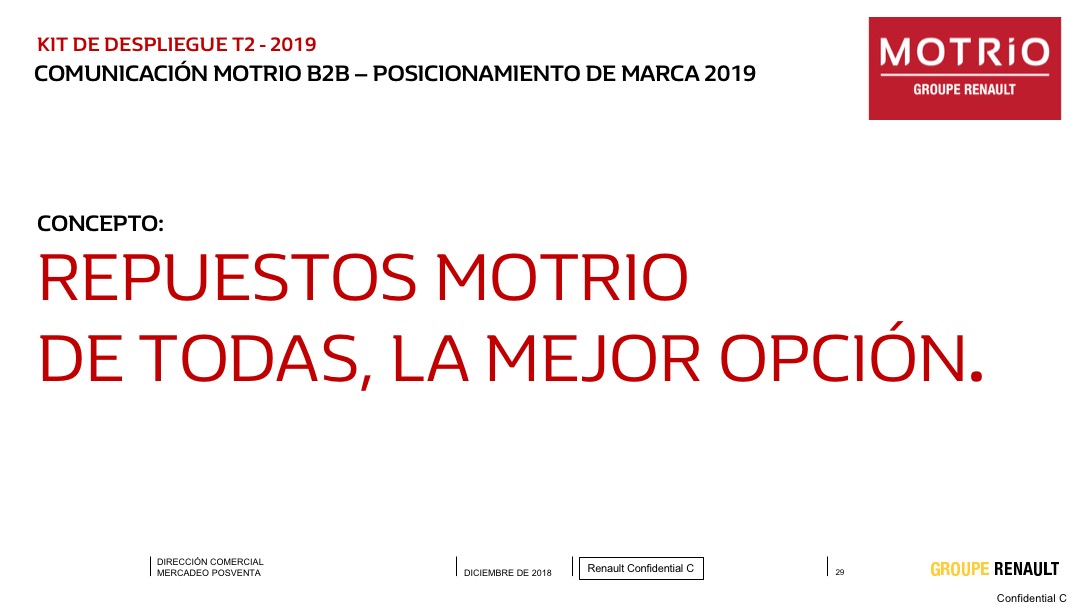 KIT DE DESPLIEGUE T2 - 2019
COMUNICACIÓN MOTRIO B2B – POSICIONAMIENTO DE MARCA 2019
MOTRiO
GROUPE RENAULT
CONCEPTO:
REPUESTOS MOTRIO
DE TODAS, LA MEJOR OPCIÓN.
DIRECCIÓN COMERCIAL
MERCADEO POSVENTA
DICIEMBRE DE 2018
Renault Confidential C
29
GROUPE RENAULT
Confidential C